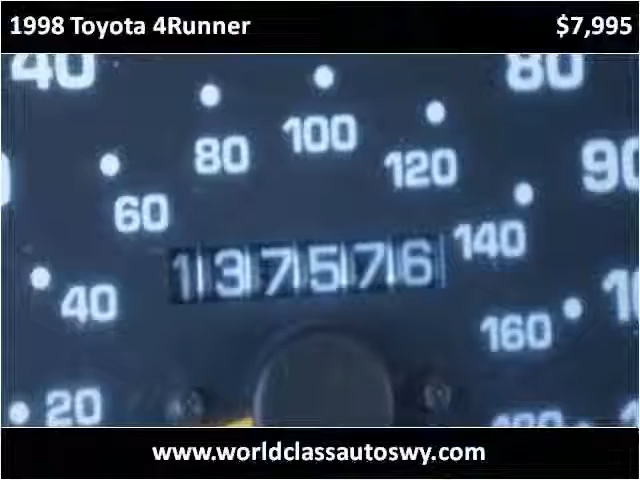 1998 Toyota 4Runner $7,995
40 80
80 100 120
60 90
137576 140
40 160
20
www.worldclassautoswy.com